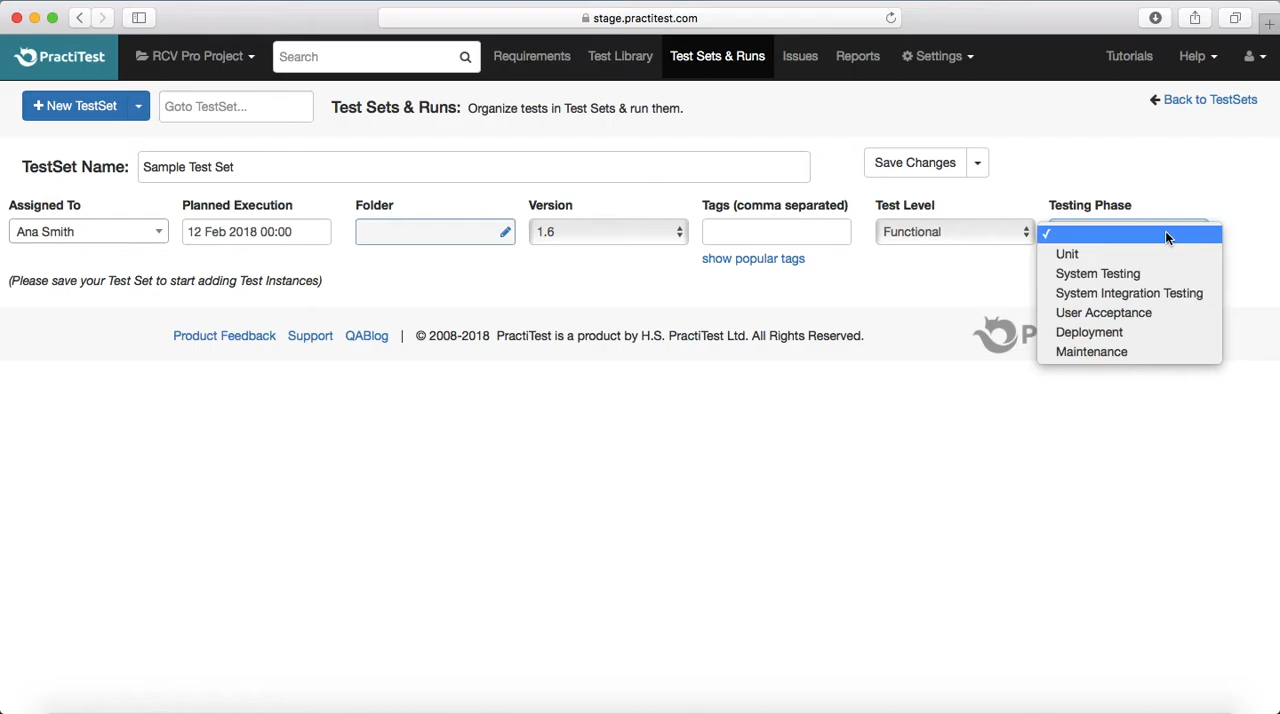 stage.practitest.com
PractiTest
RCV Pro Project
Search
Requirements
Test Library
Test Sets & Runs
Issues
Reports
Settings
Tutorials
Help
+ New TestSet
Goto TestSet...
Test Sets & Runs: Organize tests in Test Sets & run them.
Back to TestSets
TestSet Name: Sample Test Set
Save Changes
Assigned To
Planned Execution
Folder
Version
Tags (comma separated)
Test Level
Testing Phase
Ana Smith
12 Feb 2018 00:00
1.6
Functional
✓
show popular tags
Unit
System Testing
System Integration Testing
User Acceptance
Deployment
Maintenance
(Please save your Test Set to start adding Test Instances)
Product Feedback Support QABlog | © 2008-2018 PractiTest is a product by H.S. PractiTest Ltd. All Rights Reserved.